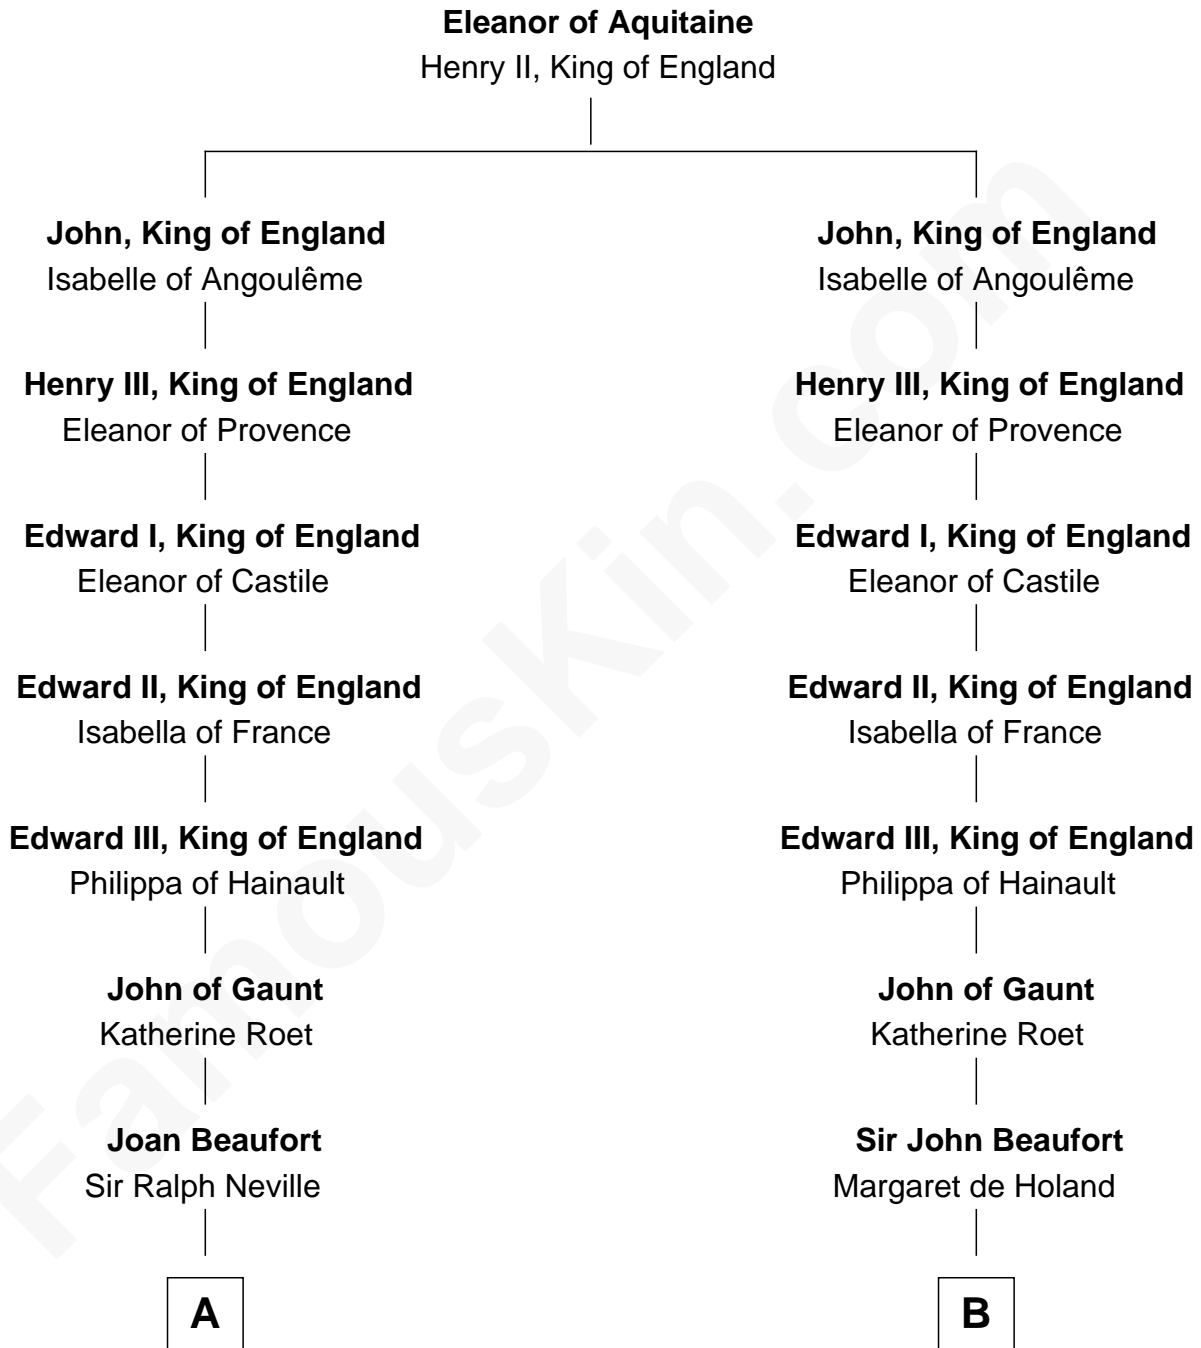 Eleanor of Aquitaine
Henry II, King of England
John, King of England
Isabelle of Angoulême
Henry III, King of England
Eleanor of Provence
Edward I, King of England
Eleanor of Castile
Edward II, King of England
Isabella of France
Edward III, King of England
Philippa of Hainault
John of Gaunt
Katherine Roet
Joan Beaufort
Sir Ralph Neville
A
John, King of England
Isabelle of Angoulême
Henry III, King of England
Eleanor of Provence
Edward I, King of England
Eleanor of Castile
Edward II, King of England
Isabella of France
Edward III, King of England
Philippa of Hainault
John of Gaunt
Katherine Roet
Sir John Beaufort
Margaret de Holand
B
FamousKin.com